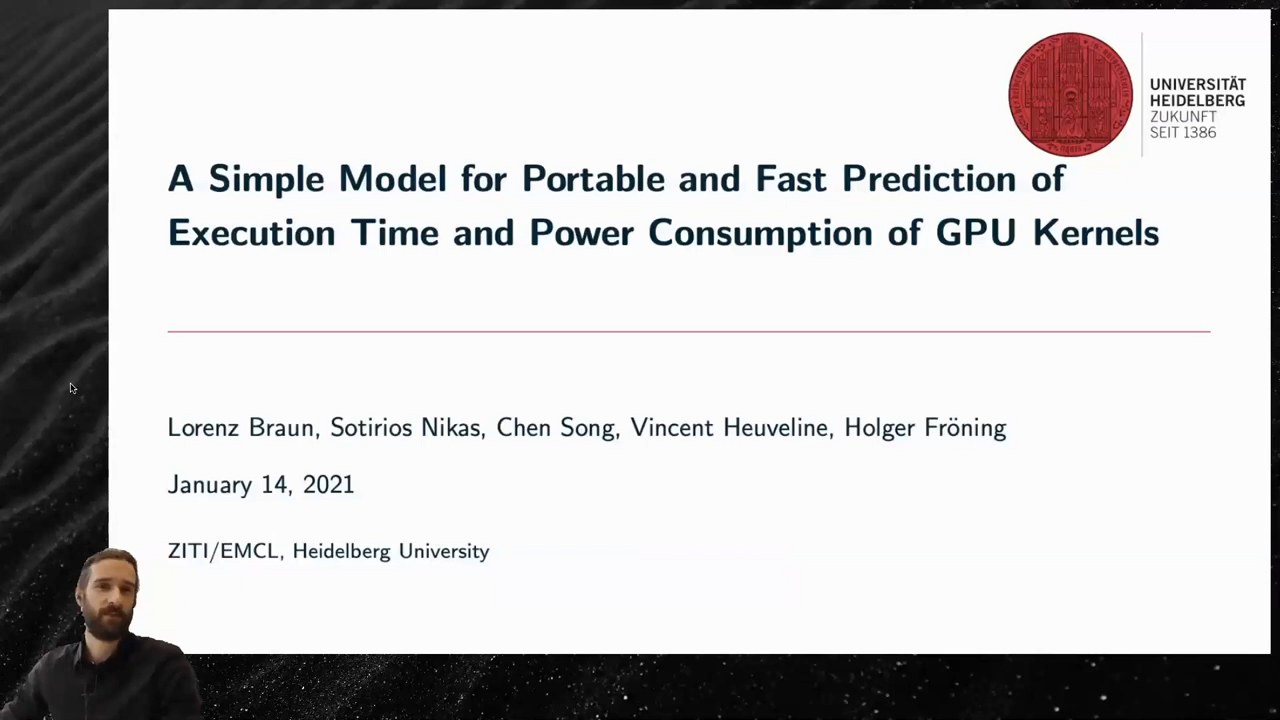 UNIVERSITÄT
HEIDELBERG
ZUKUNFT
SEIT 1386
A Simple Model for Portable and Fast Prediction of
Execution Time and Power Consumption of GPU Kernels
Lorenz Braun, Sotirios Nikas, Chen Song, Vincent Heuveline, Holger Fröning
January 14, 2021
ZITI/EMCL, Heidelberg University